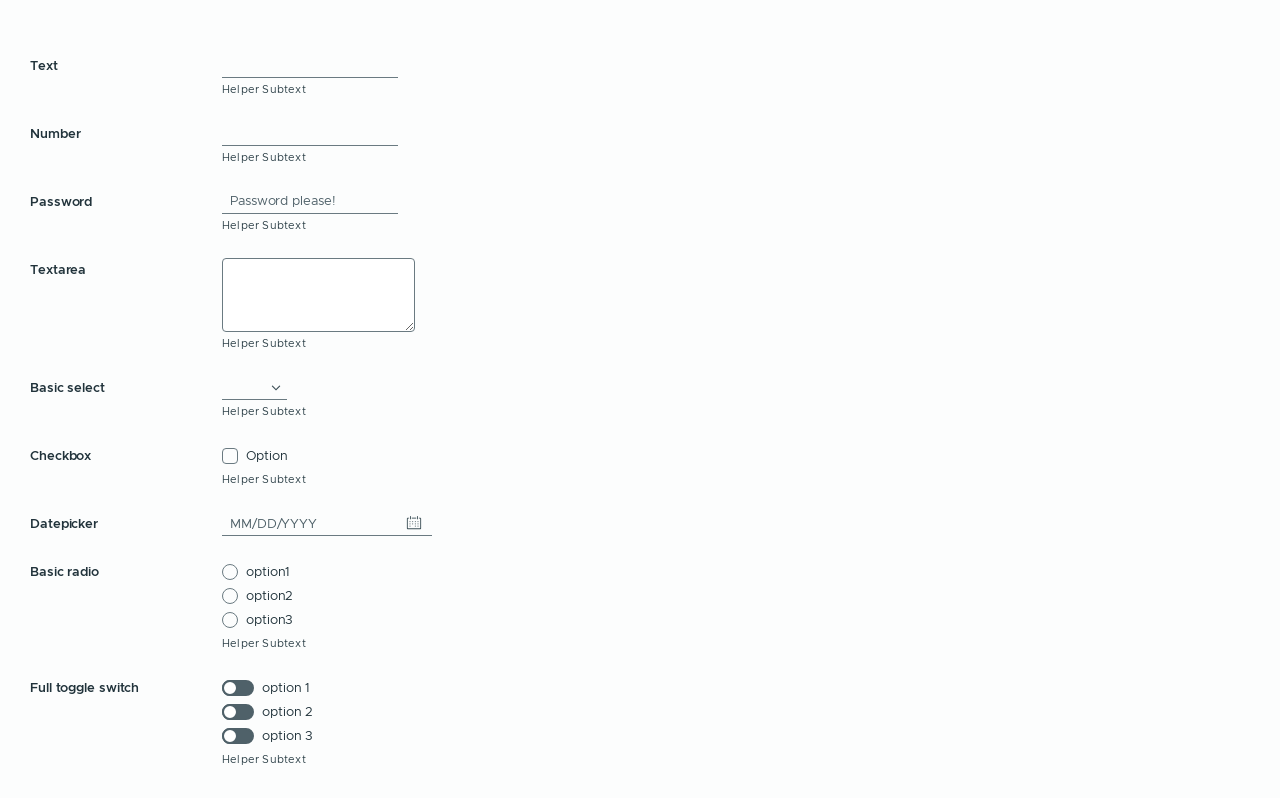 Text
Helper Subtext
Number
Helper Subtext
Password
Password please!
Helper Subtext
Textarea
Helper Subtext
Basic select
Helper Subtext
Checkbox
Option
Helper Subtext
Datepicker
MM/DD/YYYY
Basic radio
option1
option2
option3
Helper Subtext
Full toggle switch
option 1
option 2
option 3
Helper Subtext